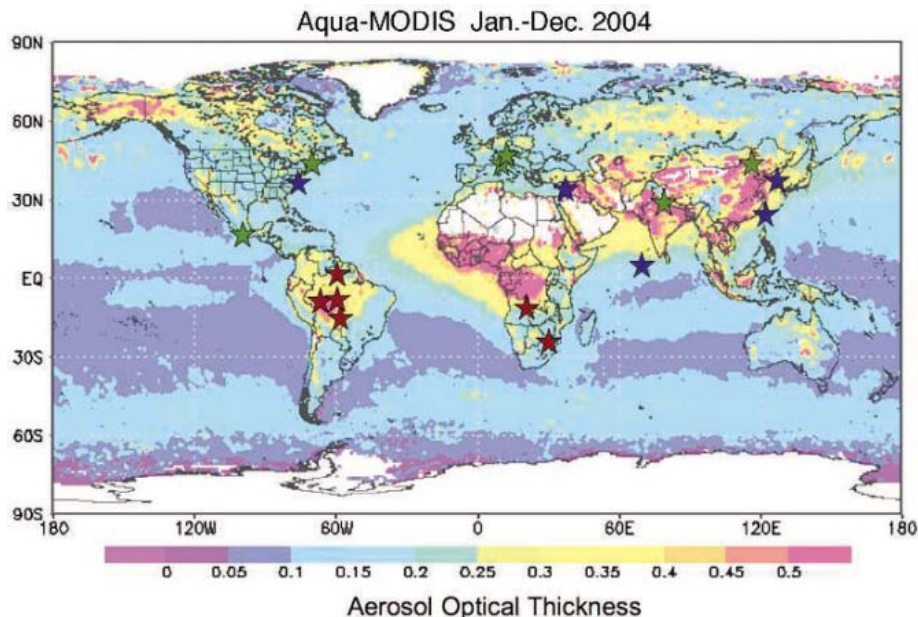 Aqua-MODIS Jan.-Dec. 2004
90N
60N
30N
EQ
30S
60S
90S
180 120W 60W 0 60E 120E 180
0 0.05 0.1 0.15 0.2 0.25 0.3 0.35 0.4 0.45 0.5
Aerosol Optical Thickness